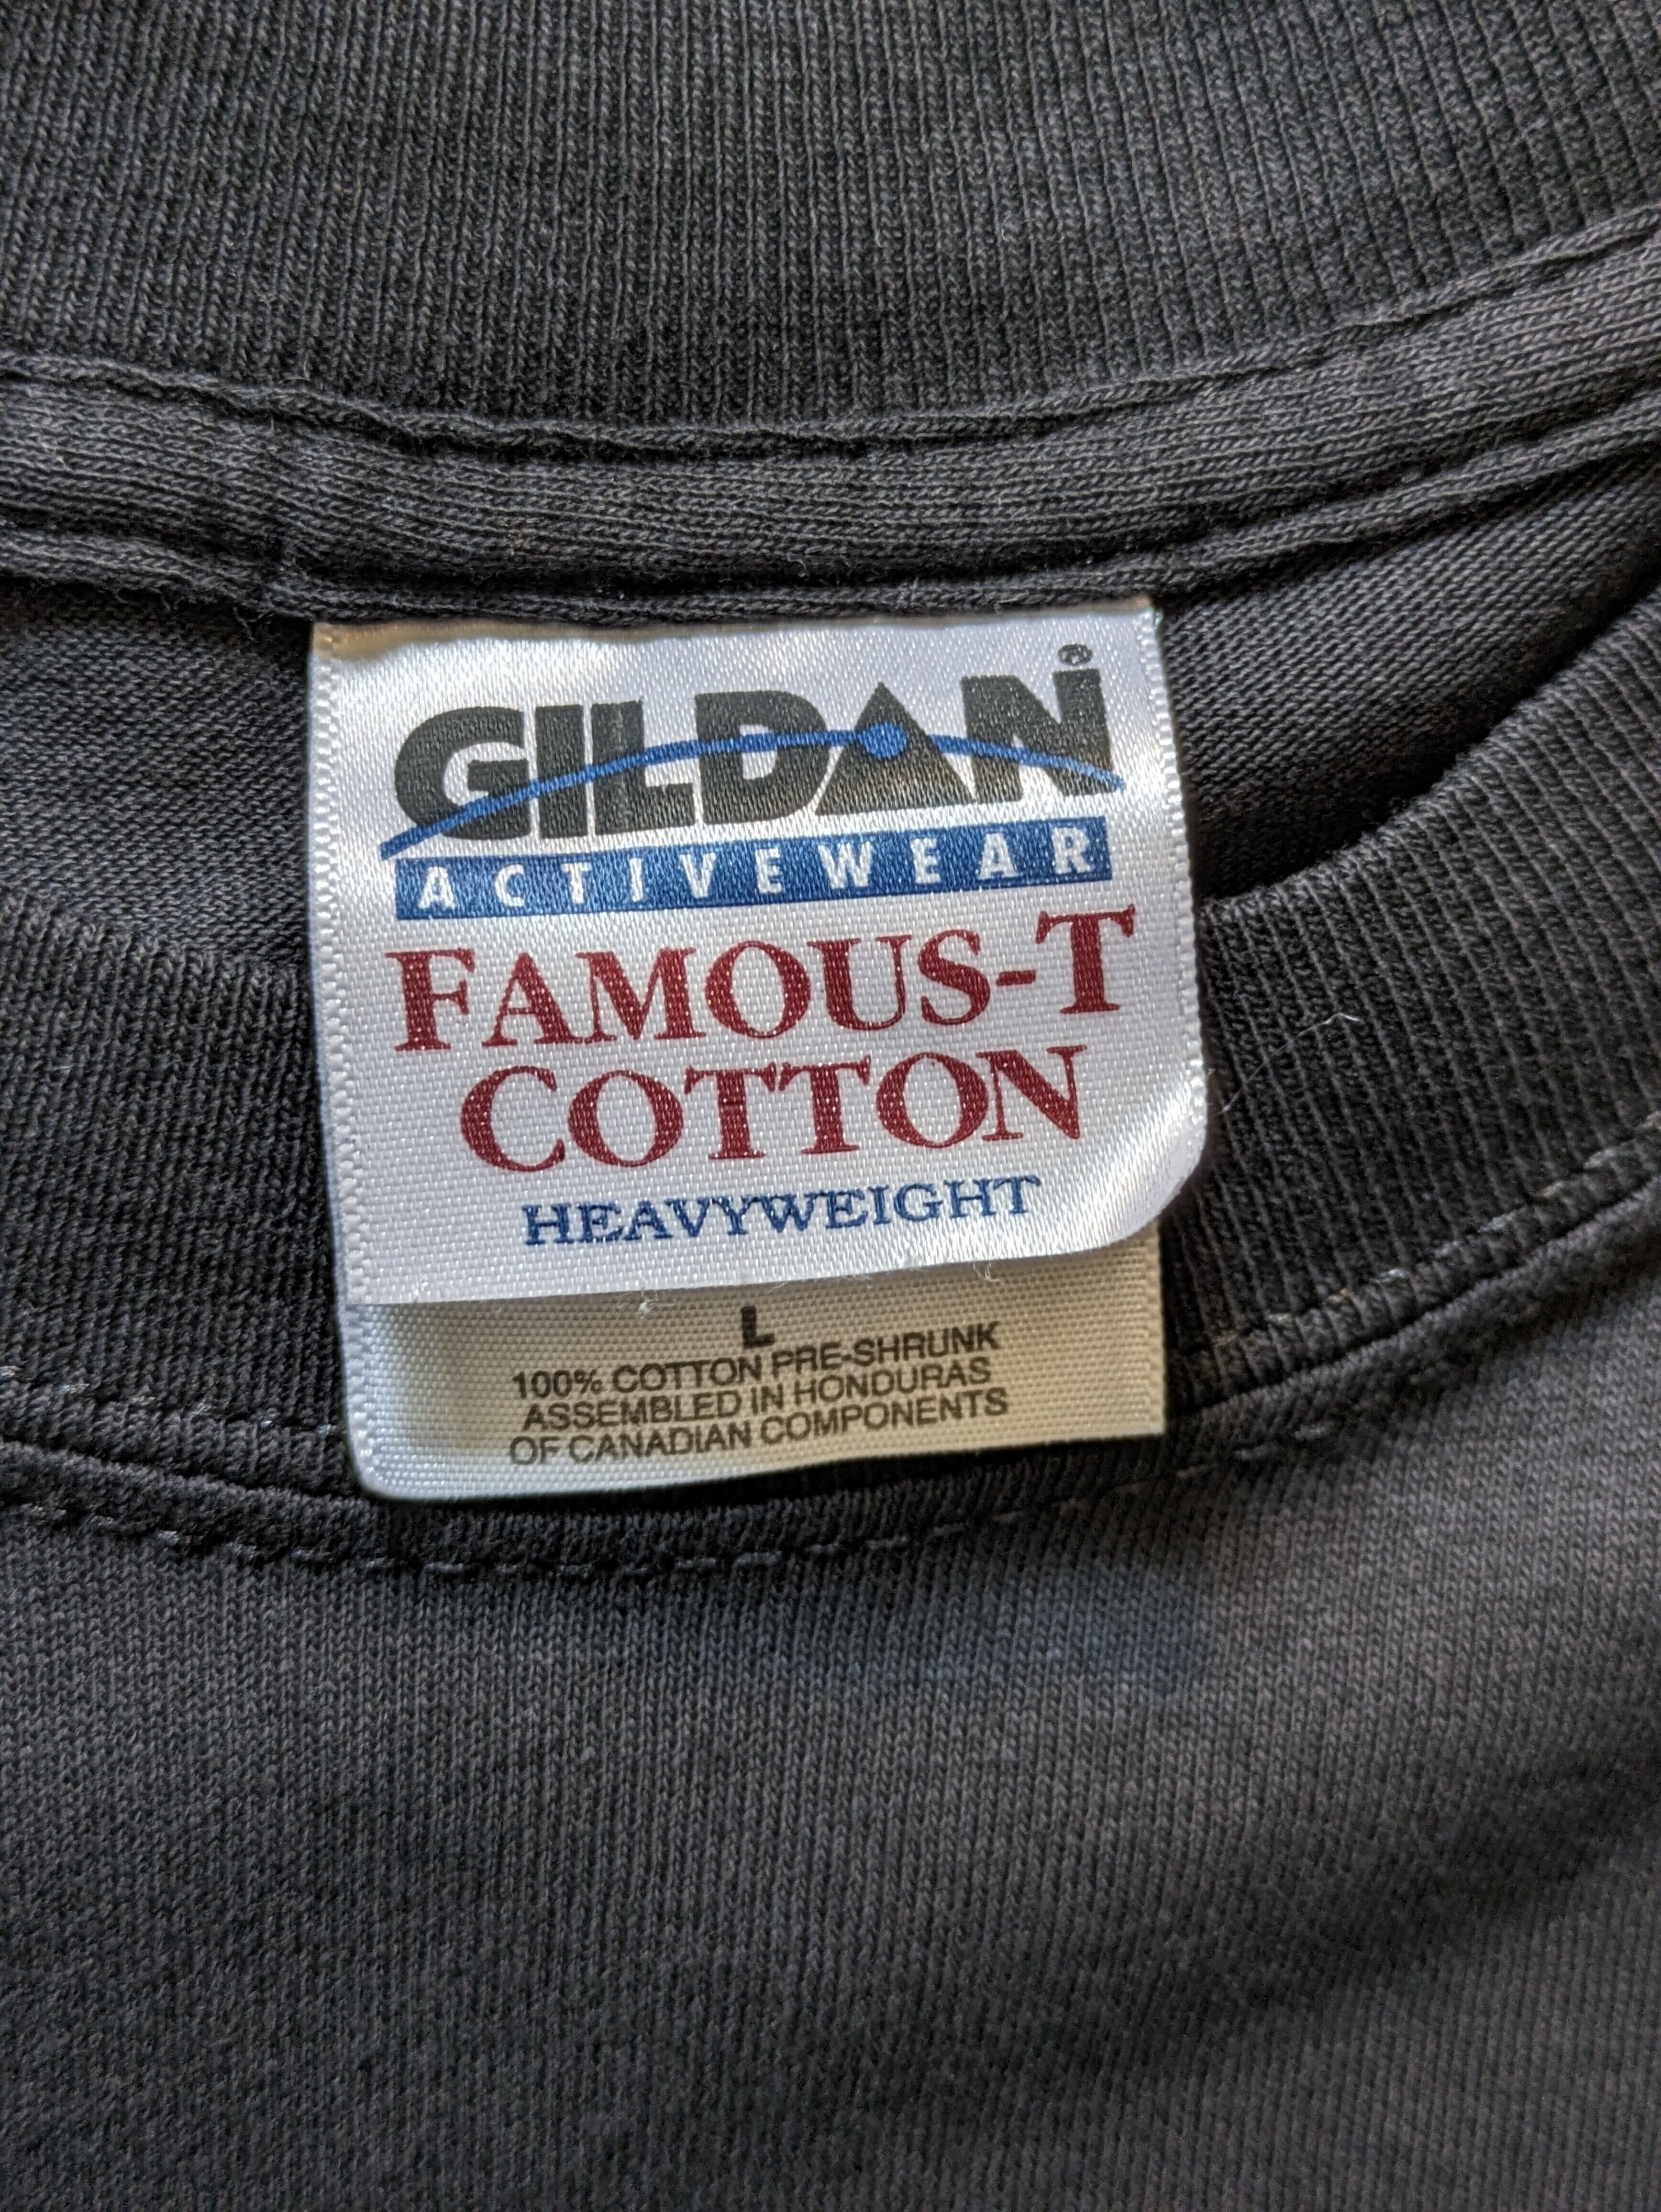 GILDAN®
ACTIVEWEAR
FAMOUS-T
COTTON
HEAVYWEIGHT
L
100% COTTON PRE-SHRUNK
ASSEMBLED IN HONDURAS
OF CANADIAN COMPONENTS